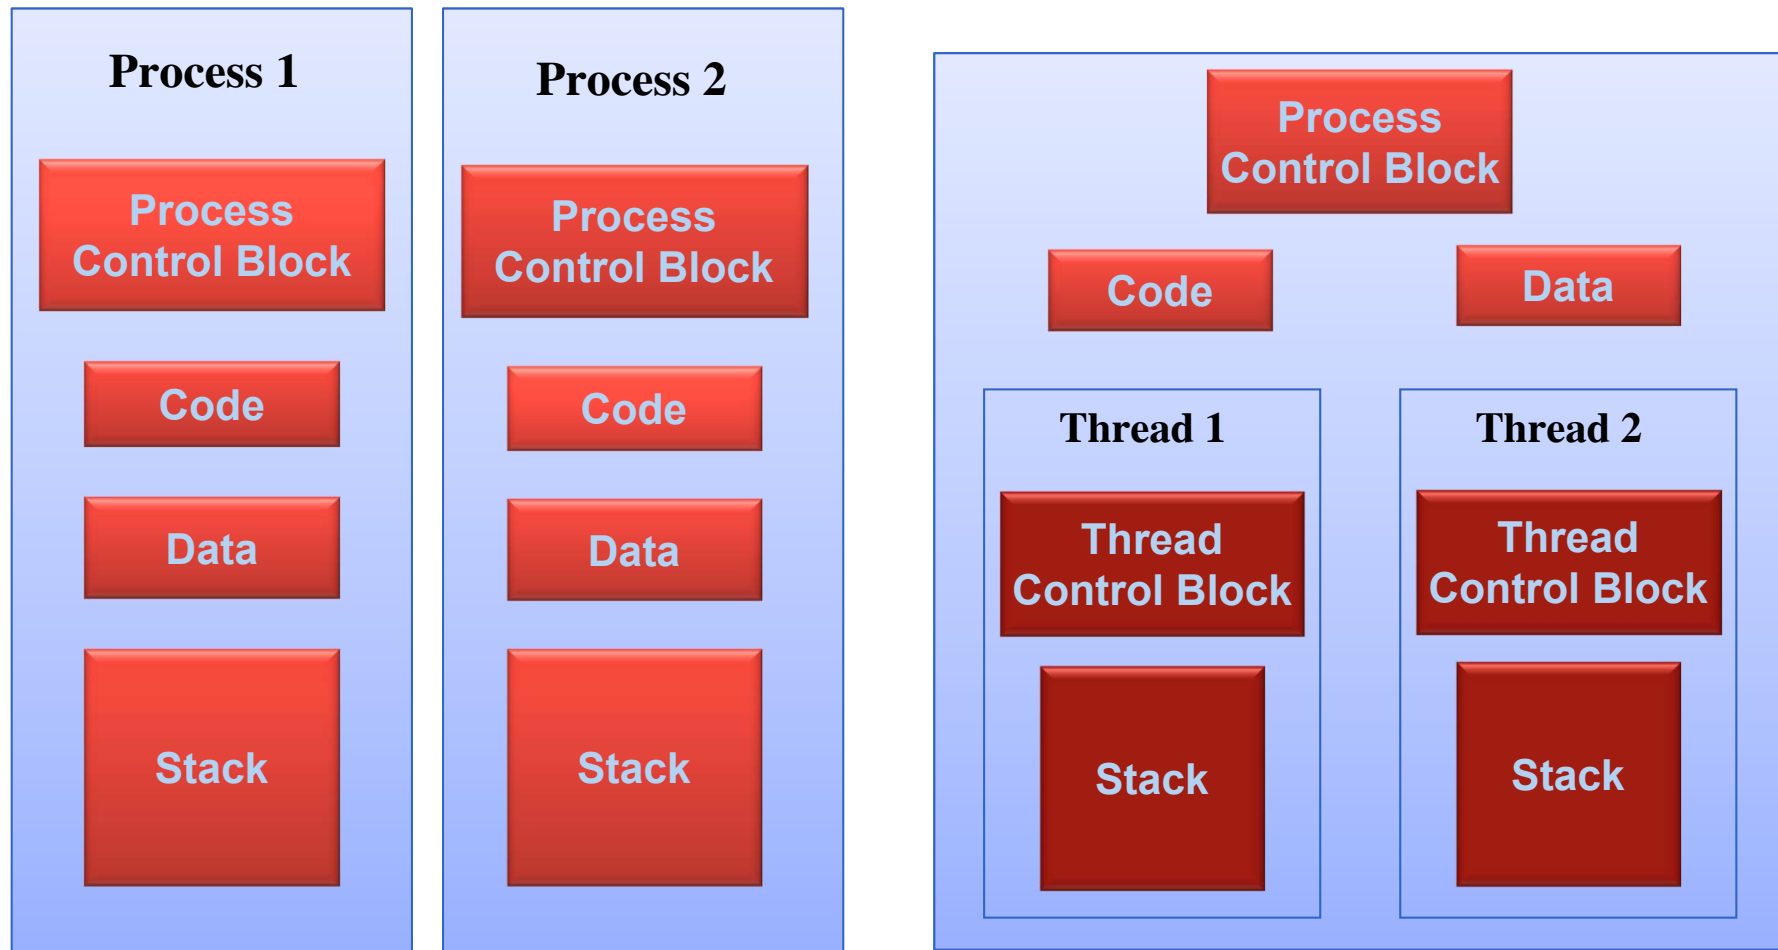 Process 1
Process
Control Block
Code
Data
Stack
Process 2
Process
Control Block
Code
Data
Stack
Process
Control Block
Code
Data
Thread 1
Thread
Control Block
Stack
Thread 2
Thread
Control Block
Stack